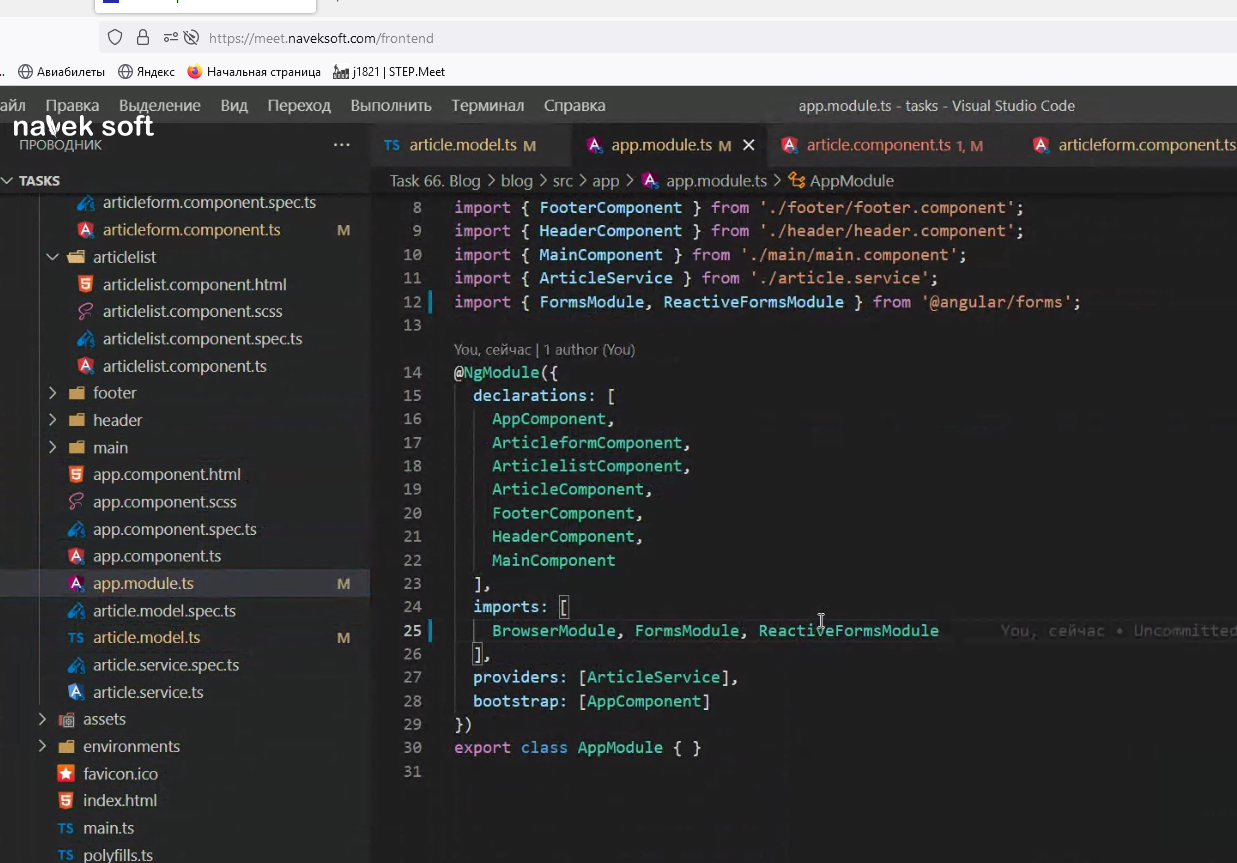 https://meet.naveksoft.com/frontend
.. Авиабилеты Яндекс Начальная страница j1821 | STEP.Meet
айл Правка Выделение Вид Переход Выполнить Терминал Справка app.module.ts - tasks - Visual Studio Code
navek soft
ПРОВОДНИК ... TS article.model.ts M app.module.ts M article.component.ts 1, M articleform.component.ts
TASKS
Task 66. Blog > blog > src > app > app.module.ts > AppModule
articleform.component.spec.ts
articleform.component.ts M
articlelist
articlelist.component.html
articlelist.component.scss
articlelist.component.spec.ts
articlelist.component.ts
footer
header
main
app.component.html
app.component.scss
app.component.spec.ts
app.component.ts
app.module.ts M
article.model.spec.ts
TS article.model.ts M
article.service.spec.ts
article.service.ts
assets
environments
favicon.ico
index.html
TS main.ts
TS polyfills.ts
8 import { FooterComponent } from './footer/footer.component';
9 import { HeaderComponent } from './header/header.component';
10 import { MainComponent } from './main/main.component';
11 import { ArticleService } from './article.service';
12 import { FormsModule, ReactiveFormsModule } from '@angular/forms';
13
You, сейчас | 1 author (You)
14 @NgModule({
15 declarations: [
16 AppComponent,
17 ArticleformComponent,
18 ArticlelistComponent,
19 ArticleComponent,
20 FooterComponent,
21 HeaderComponent,
22 MainComponent
23 ],
24 imports: [
25 BrowserModule, FormsModule, ReactiveFormsModule You, сейчас • Uncommitted
26 ],
27 providers: [ArticleService],
28 bootstrap: [AppComponent]
29 })
30 export class AppModule { }
31